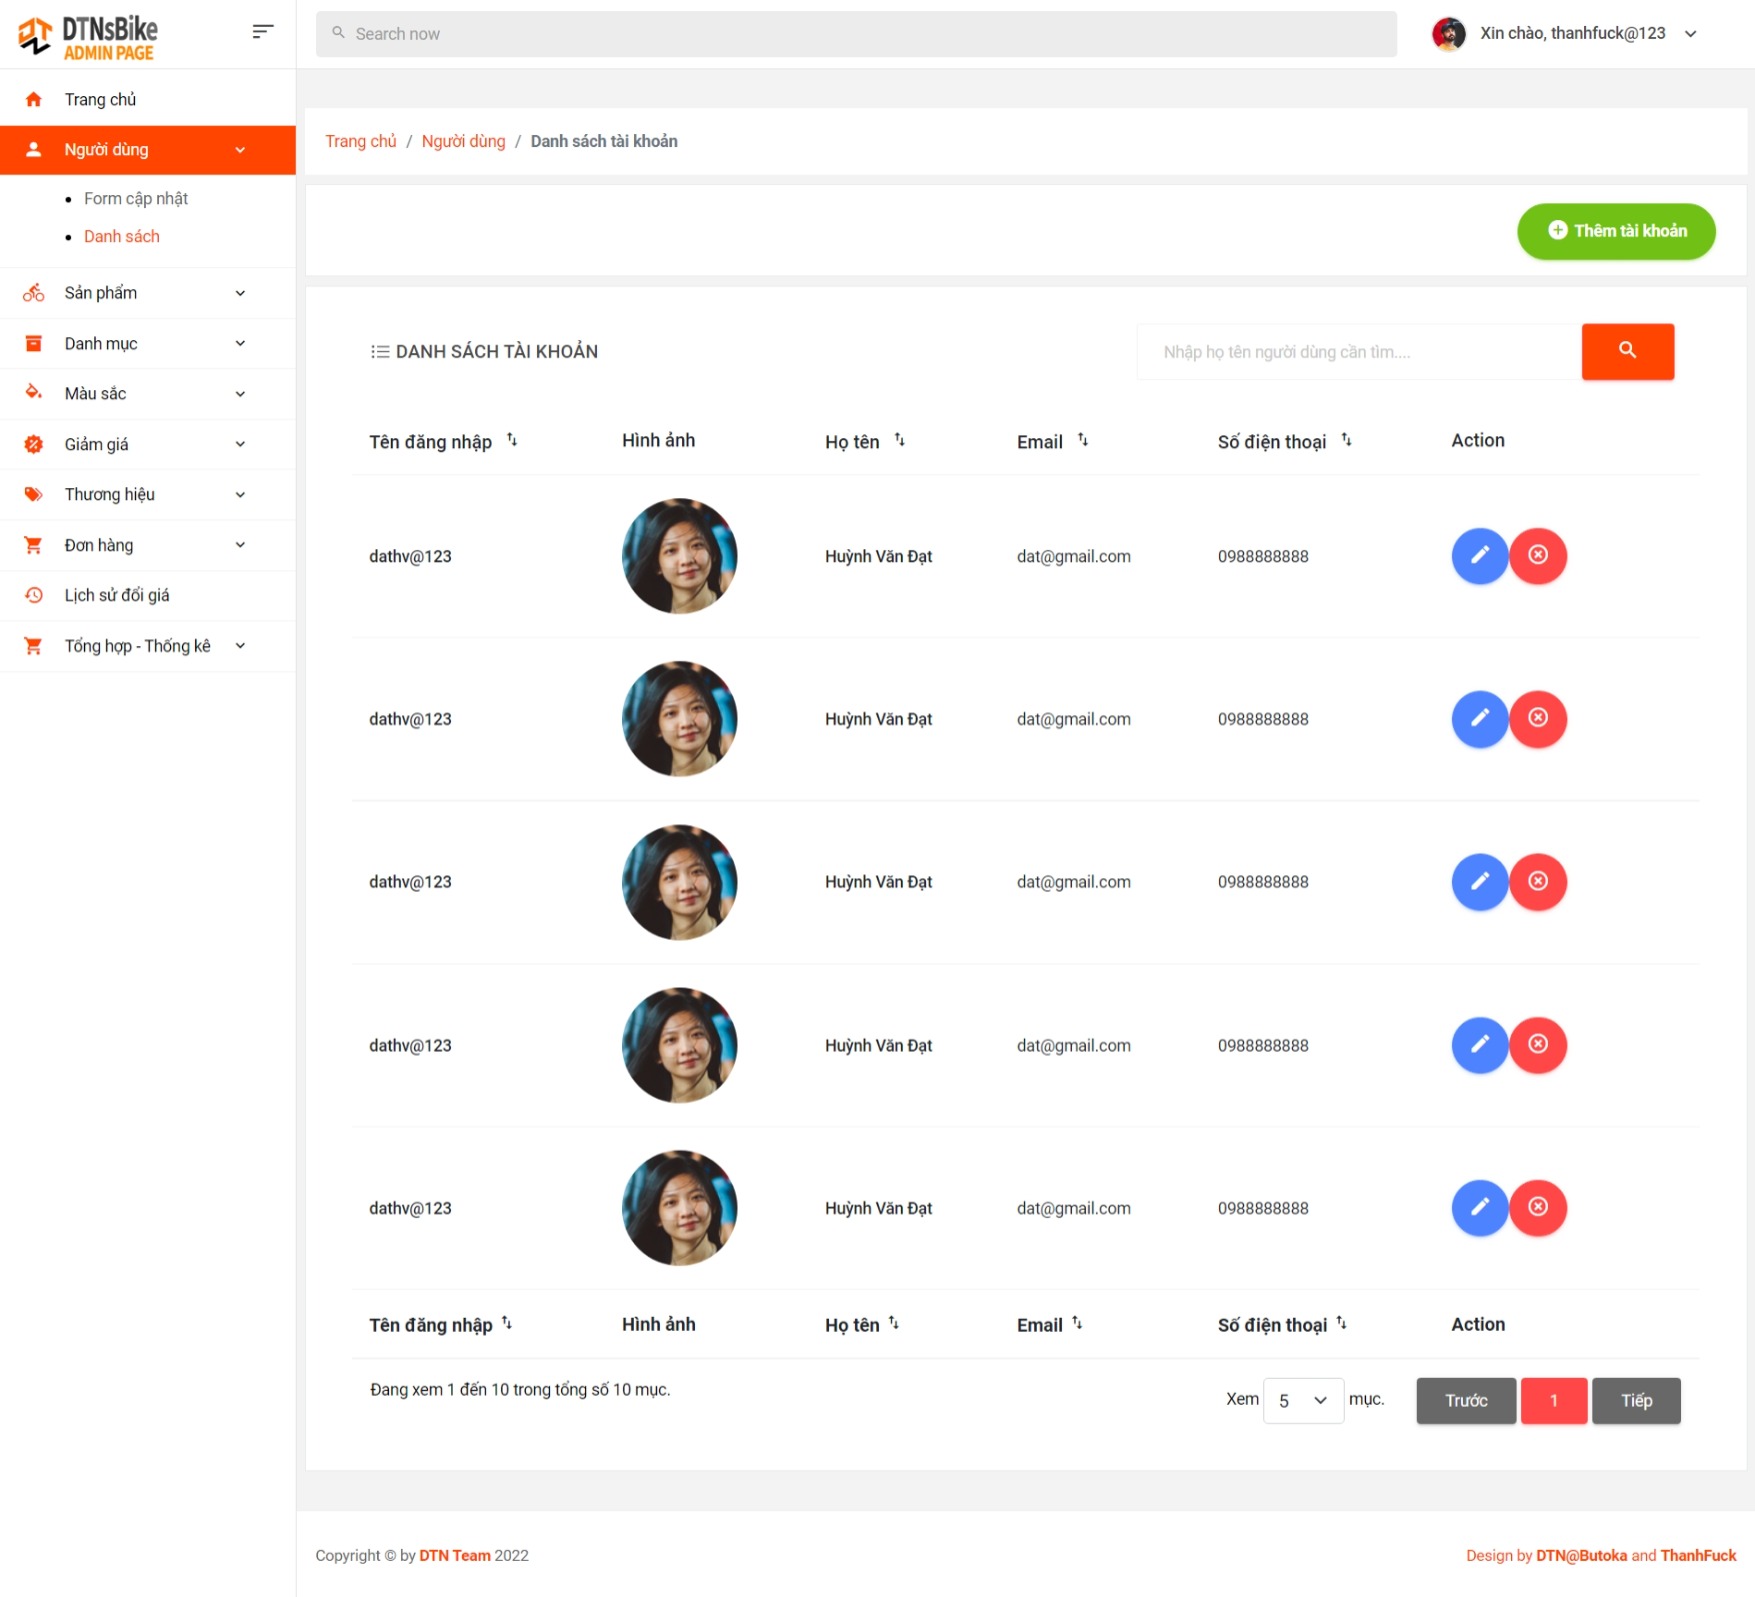 DTNsBike
ADMIN PAGE
Search now
Xin chào, thanhfuck@123
Trang chủ
Người dùng
Form cập nhật
Danh sách
Sản phẩm
Danh mục
Màu sắc
Giảm giá
Thương hiệu
Đơn hàng
Lịch sử đổi giá
Tổng hợp - Thống kê
Trang chủ / Người dùng / Danh sách tài khoản
Thêm tài khoản
DANH SÁCH TÀI KHOẢN
Nhập họ tên người dùng cần tìm....
Tên đăng nhập Hình ảnh Họ tên Email Số điện thoại Action
dathv@123 Huỳnh Văn Đạt dat@gmail.com 0988888888
dathv@123 Huỳnh Văn Đạt dat@gmail.com 0988888888
dathv@123 Huỳnh Văn Đạt dat@gmail.com 0988888888
dathv@123 Huỳnh Văn Đạt dat@gmail.com 0988888888
dathv@123 Huỳnh Văn Đạt dat@gmail.com 0988888888
Tên đăng nhập Hình ảnh Họ tên Email Số điện thoại Action
Đang xem 1 đến 10 trong tổng số 10 mục.
Xem 5 mục.
Trước 1 Tiếp
Copyright © by DTN Team 2022
Design by DTN@Butoka and ThanhFuck